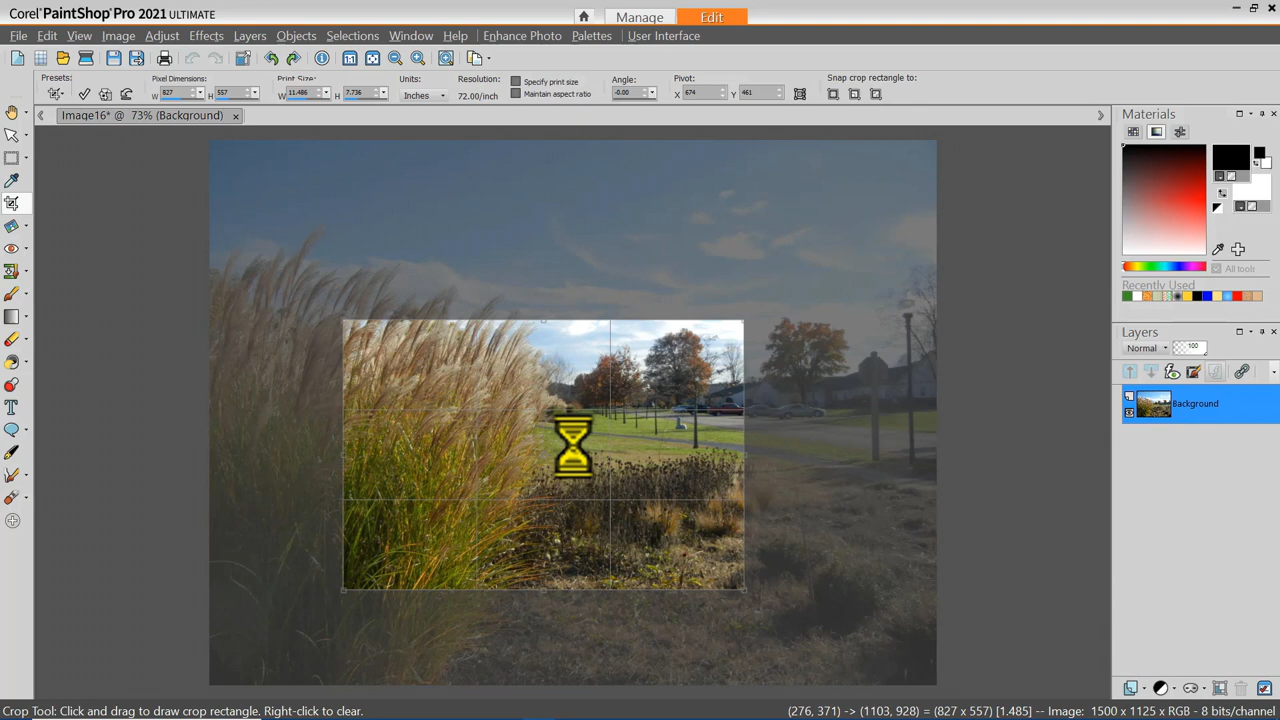 Corel® PaintShop® Pro 2021 ULTIMATE
Manage
Edit
File Edit View Image Adjust Effects Layers Objects Selections Window Help Enhance Photo Palettes User Interface
Presets: Pixel Dimensions: Print Size: Units: Resolution: Specify print size Angle: Pivot: Snap crop rectangle to:
W 827 H 557 W 11.486 H 7.736 Inches 72.00/inch Maintain aspect ratio -0.00 X 674 Y 461
Image16* @ 73% (Background)
Materials
All tools
Recently Used
Layers
Normal 100
Background
Crop Tool: Click and drag to draw crop rectangle. Right-click to clear.
(276, 371) -> (1103, 928) = (827 x 557) [1.485] -- Image: 1500 x 1125 x RGB - 8 bits/channel